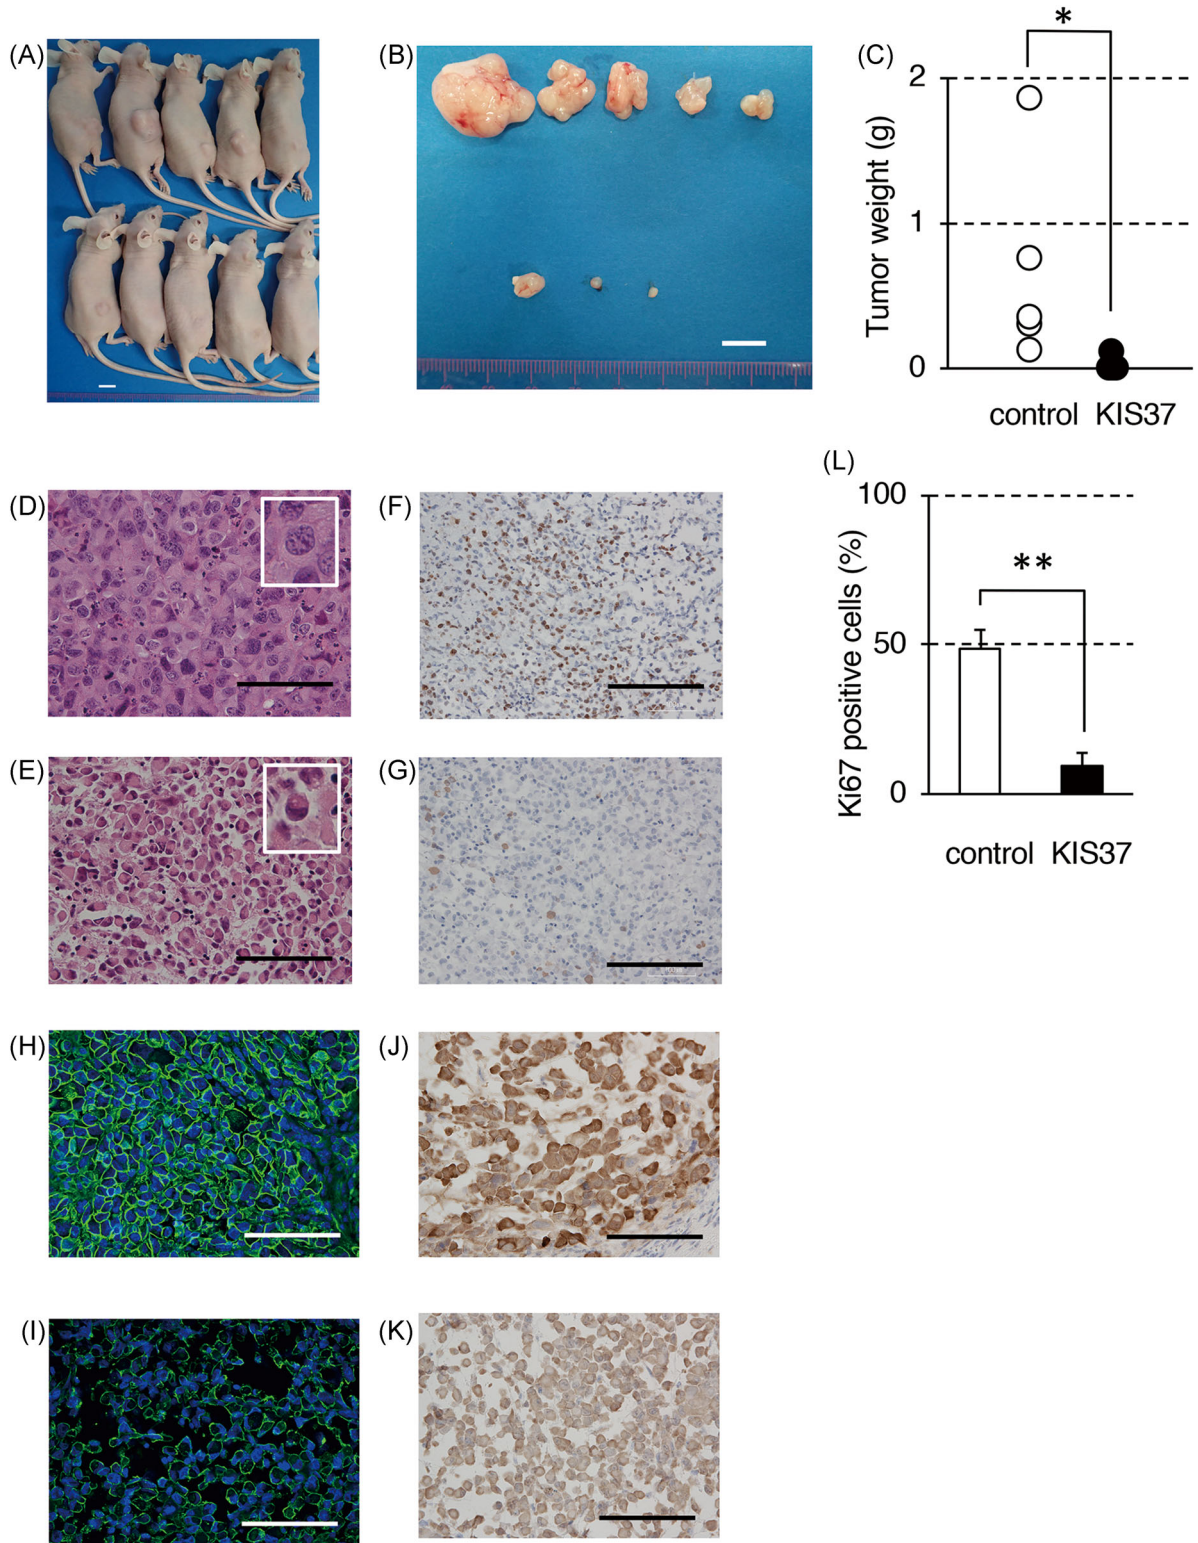 (A)
(B)
(C)
*
Tumor weight (g)
2
1
0
control KIS37
(L)
Ki67 positive cells (%)
100
50
0
**
control KIS37
(D)
(F)
(E)
(G)
(H)
(J)
(I)
(K)